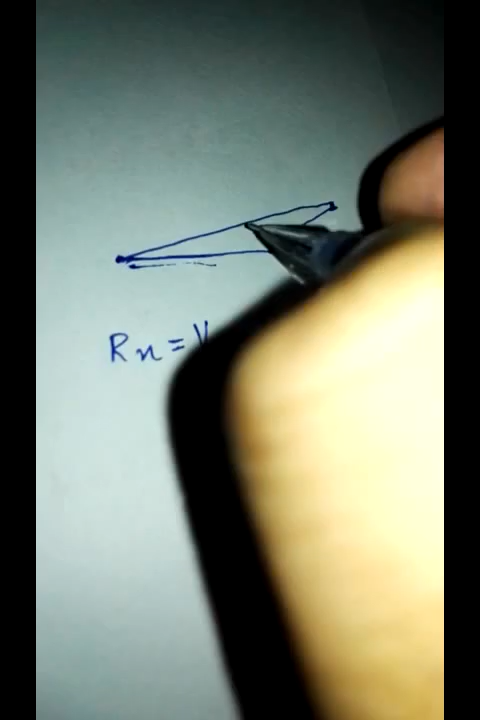 Rn = V